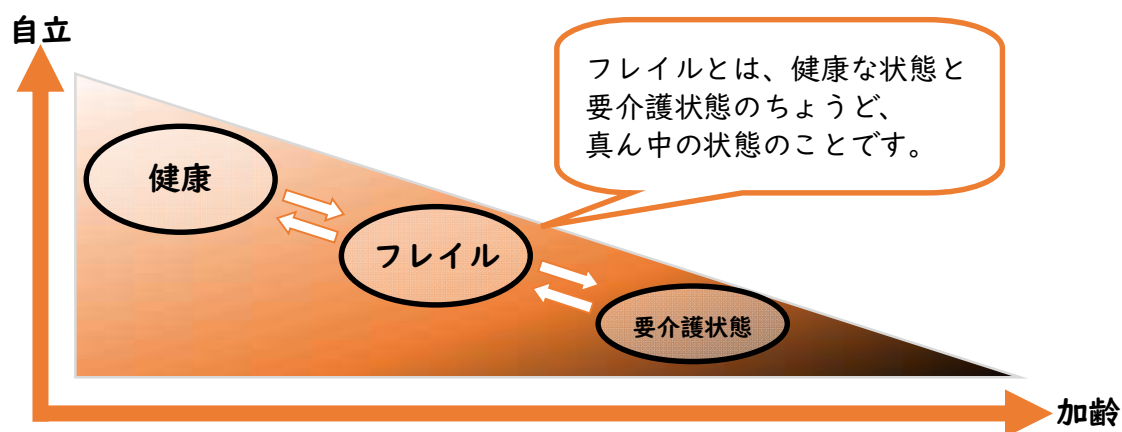 自立
フレイルとは、健康な状態と
要介護状態のちょうど、
真ん中の状態のことです。
健康
フレイル
要介護状態
加齢